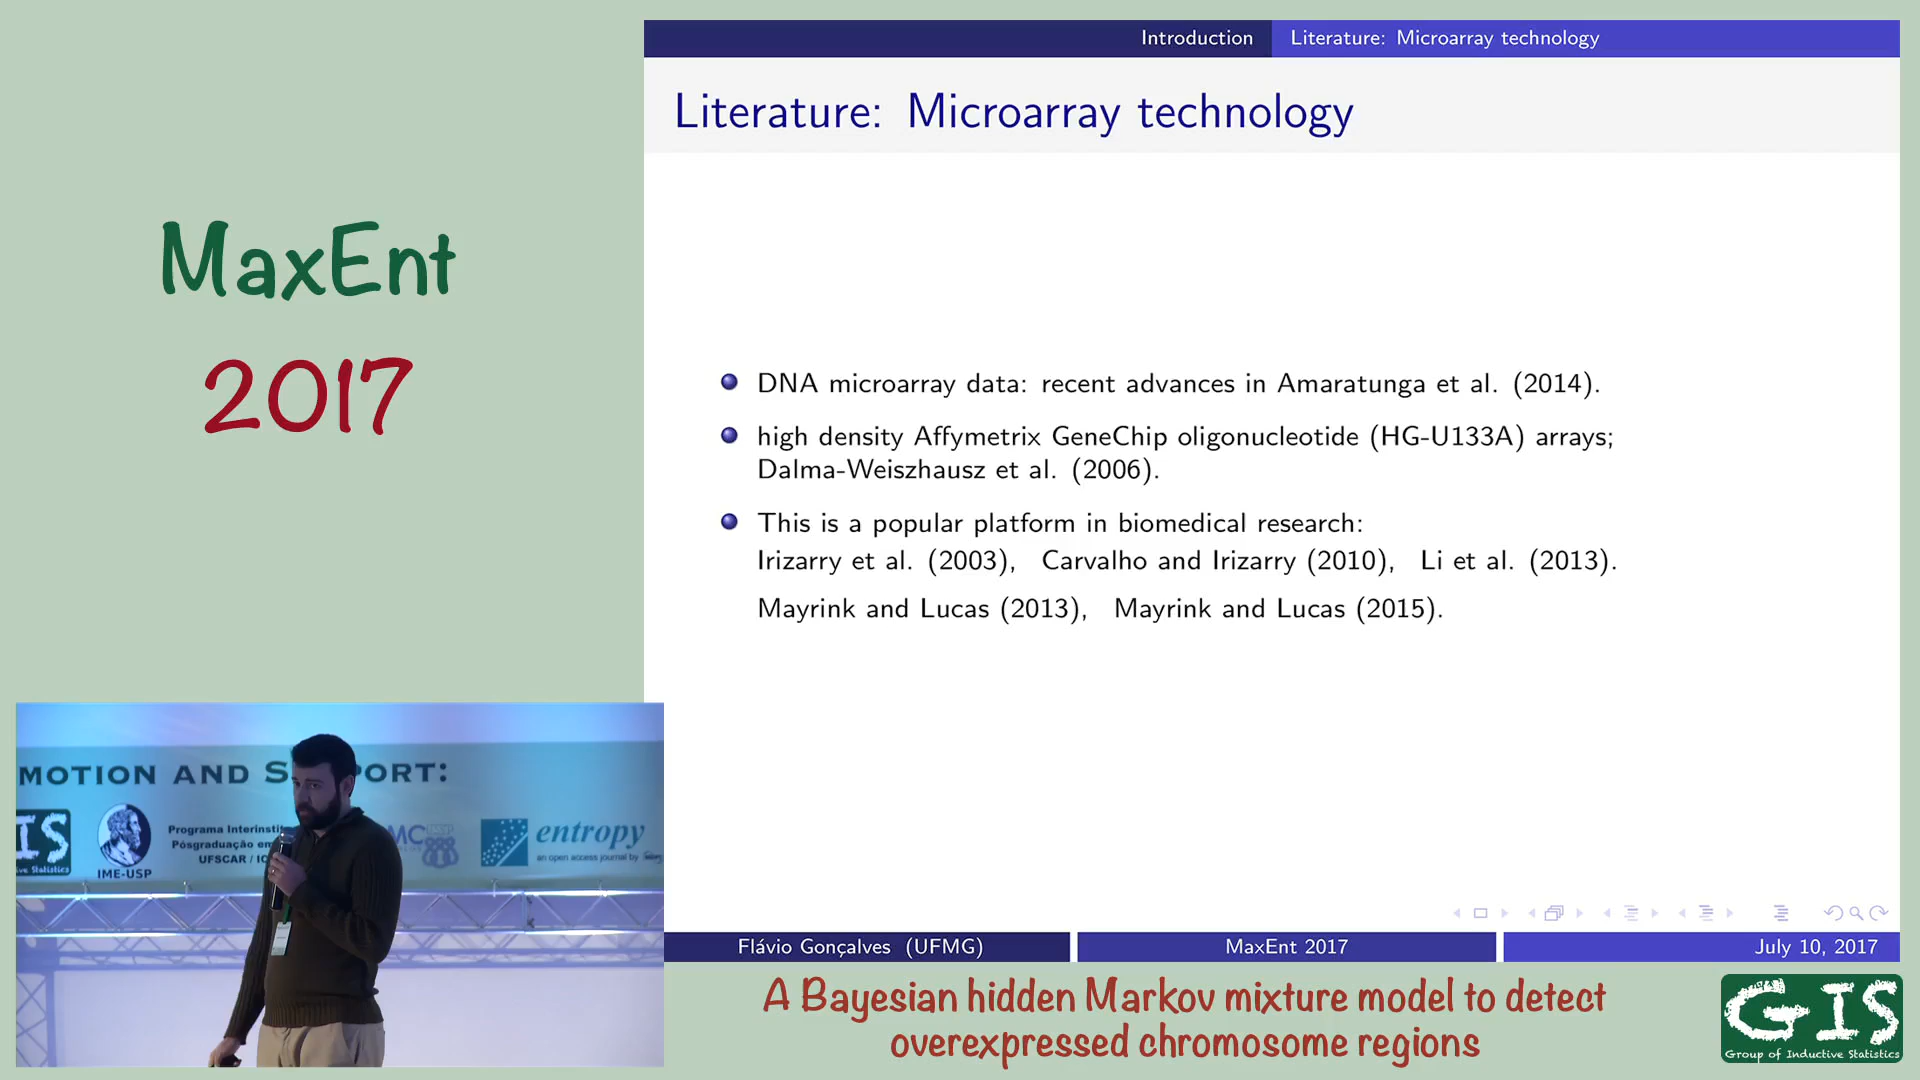 Introduction
Literature: Microarray technology
Literature: Microarray technology
MaxEnt
2017
DNA microarray data: recent advances in Amaratunga et al. (2014).
high density Affymetrix GeneChip oligonucleotide (HG-U133A) arrays;
Dalma-Weiszhausz et al. (2006).
This is a popular platform in biomedical research:
Irizarry et al. (2003), Carvalho and Irizarry (2010), Li et al. (2013).
Mayrink and Lucas (2013), Mayrink and Lucas (2015).
MOTION AND S PORT:
IS
IME-USP
Programa Interinsti
Pósgraduação em
UFSCAR / IC
MC
entropy
an open access journal by
Flávio Gonçalves (UFMG)
MaxEnt 2017
July 10, 2017
A Bayesian hidden Markov mixture model to detect
overexpressed chromosome regions
GIS
Group of Inductive Statistics